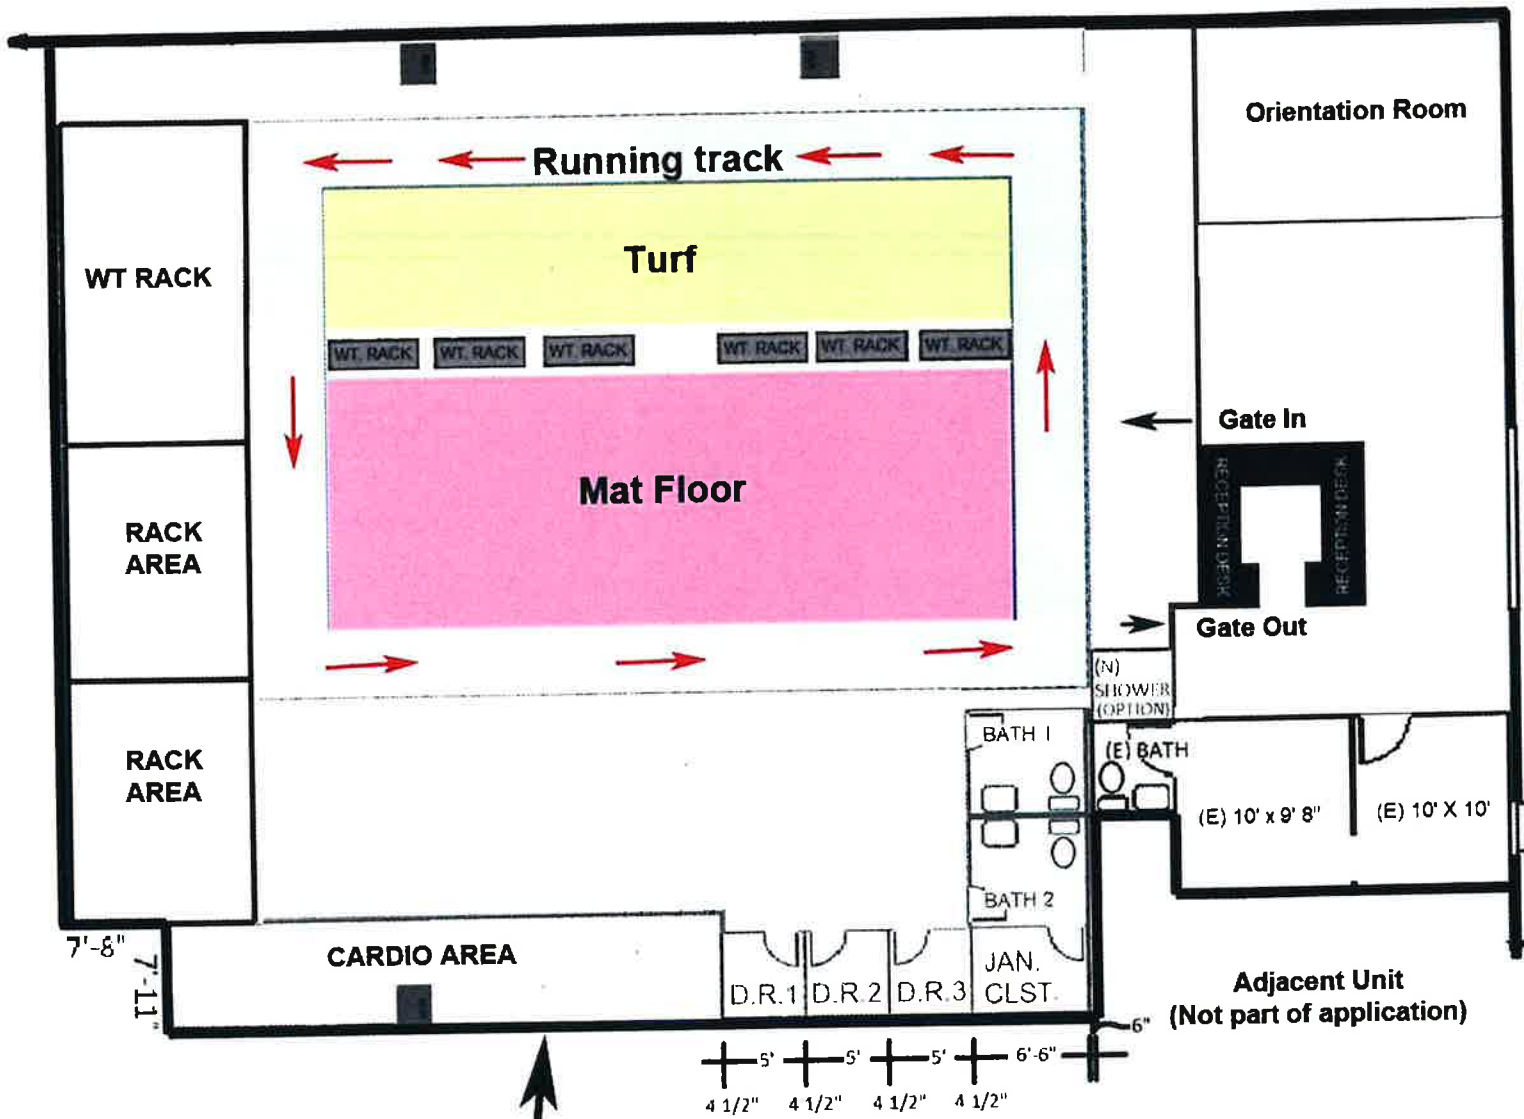 Orientation Room
Running track
Turf
WT RACK
WT. RACK
WT. RACK
WT. RACK
WT. RACK
WT. RACK
WT. RACK
Gate In
RECEPTION DESK
RECEPTION DESK
Mat Floor
RACK
AREA
Gate Out
(N)
SHOWER
(OPTION)
BATH 1
(E) BATH
RACK
AREA
(E) 10' x 9' 8"
(E) 10' X 10'
BATH 2
7'-8"
7'-11"
CARDIO AREA
D.R.1
D.R.2
D.R.3
JAN.
CLST.
Adjacent Unit
(Not part of application)
6"
5'
5'
5'
6'-6"
4 1/2"
4 1/2"
4 1/2"
4 1/2"